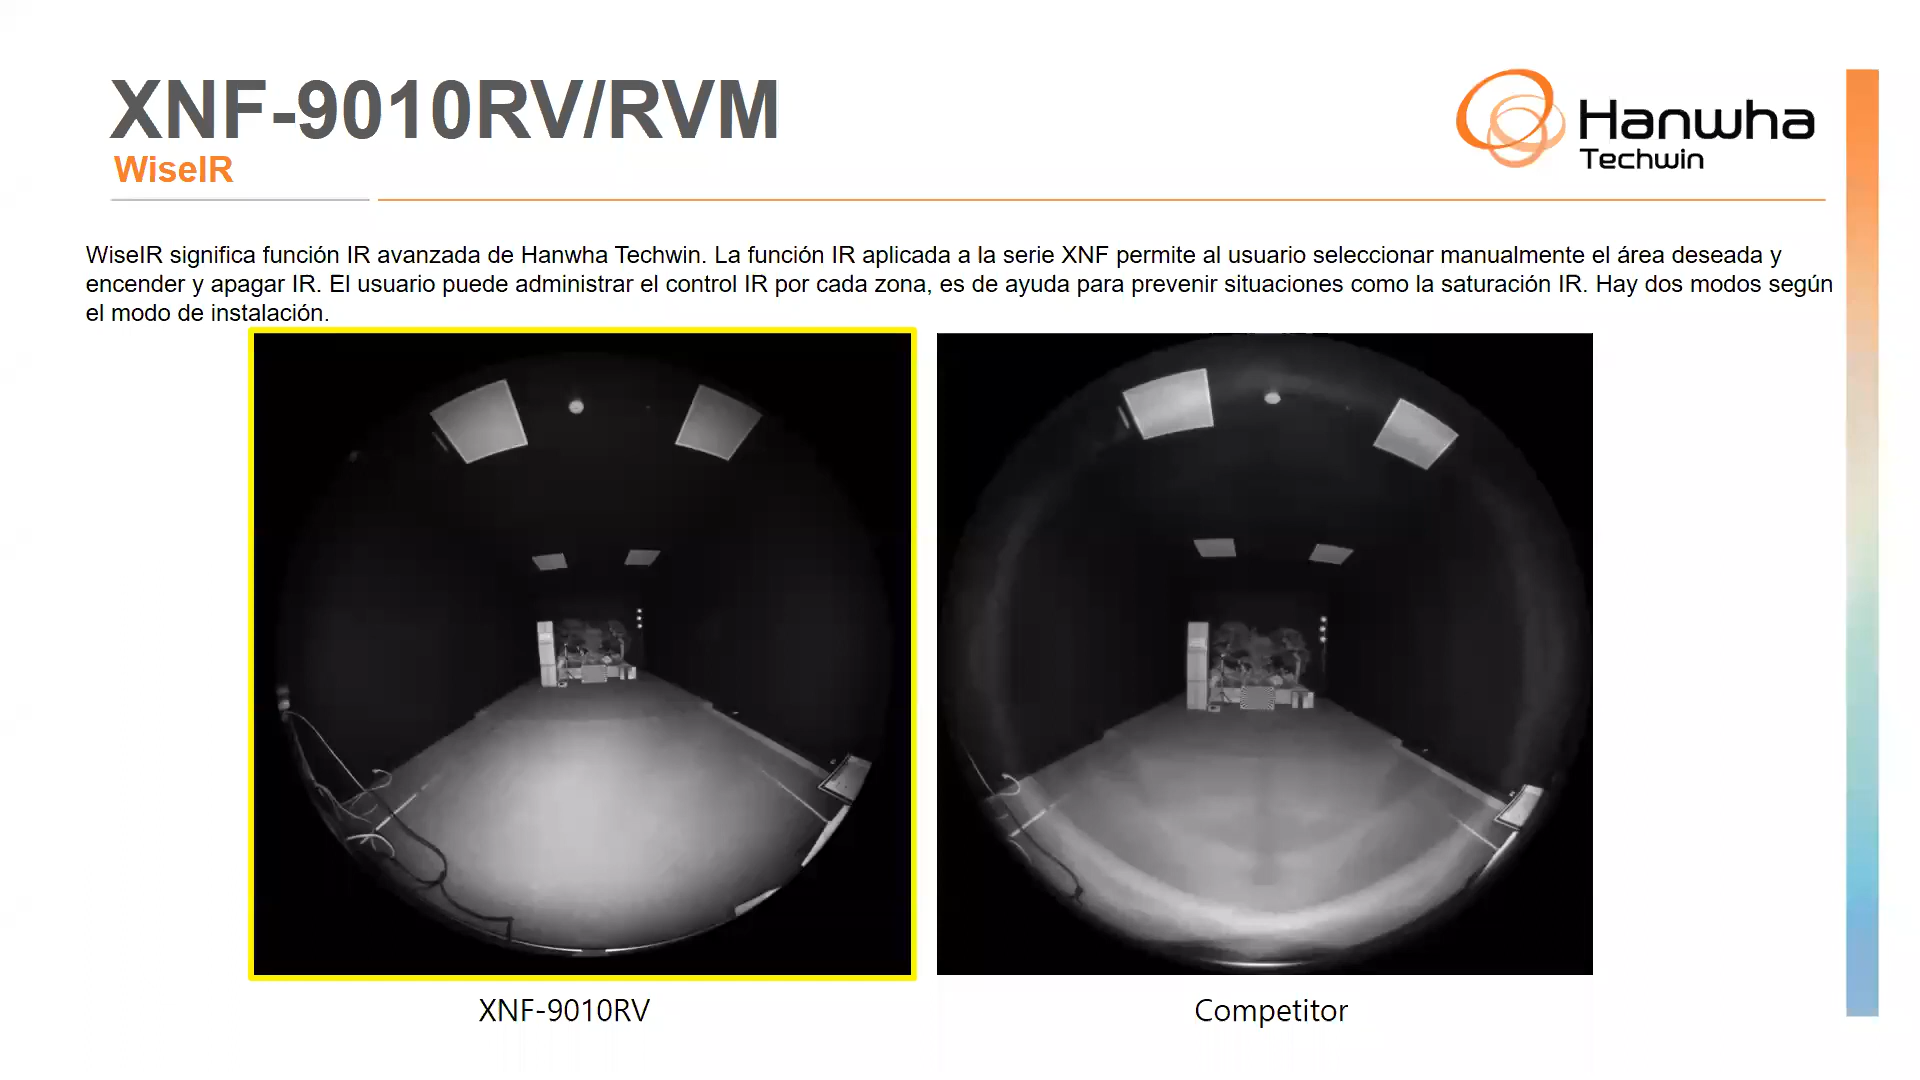 XNF-9010RV/RVM
WiseIR
Hanwha
Techwin
WiseIR significa función IR avanzada de Hanwha Techwin. La función IR aplicada a la serie XNF permite al usuario seleccionar manualmente el área deseada y
encender y apagar IR. El usuario puede administrar el control IR por cada zona, es de ayuda para prevenir situaciones como la saturación IR. Hay dos modos según
el modo de instalación.
XNF-9010RV
Competitor